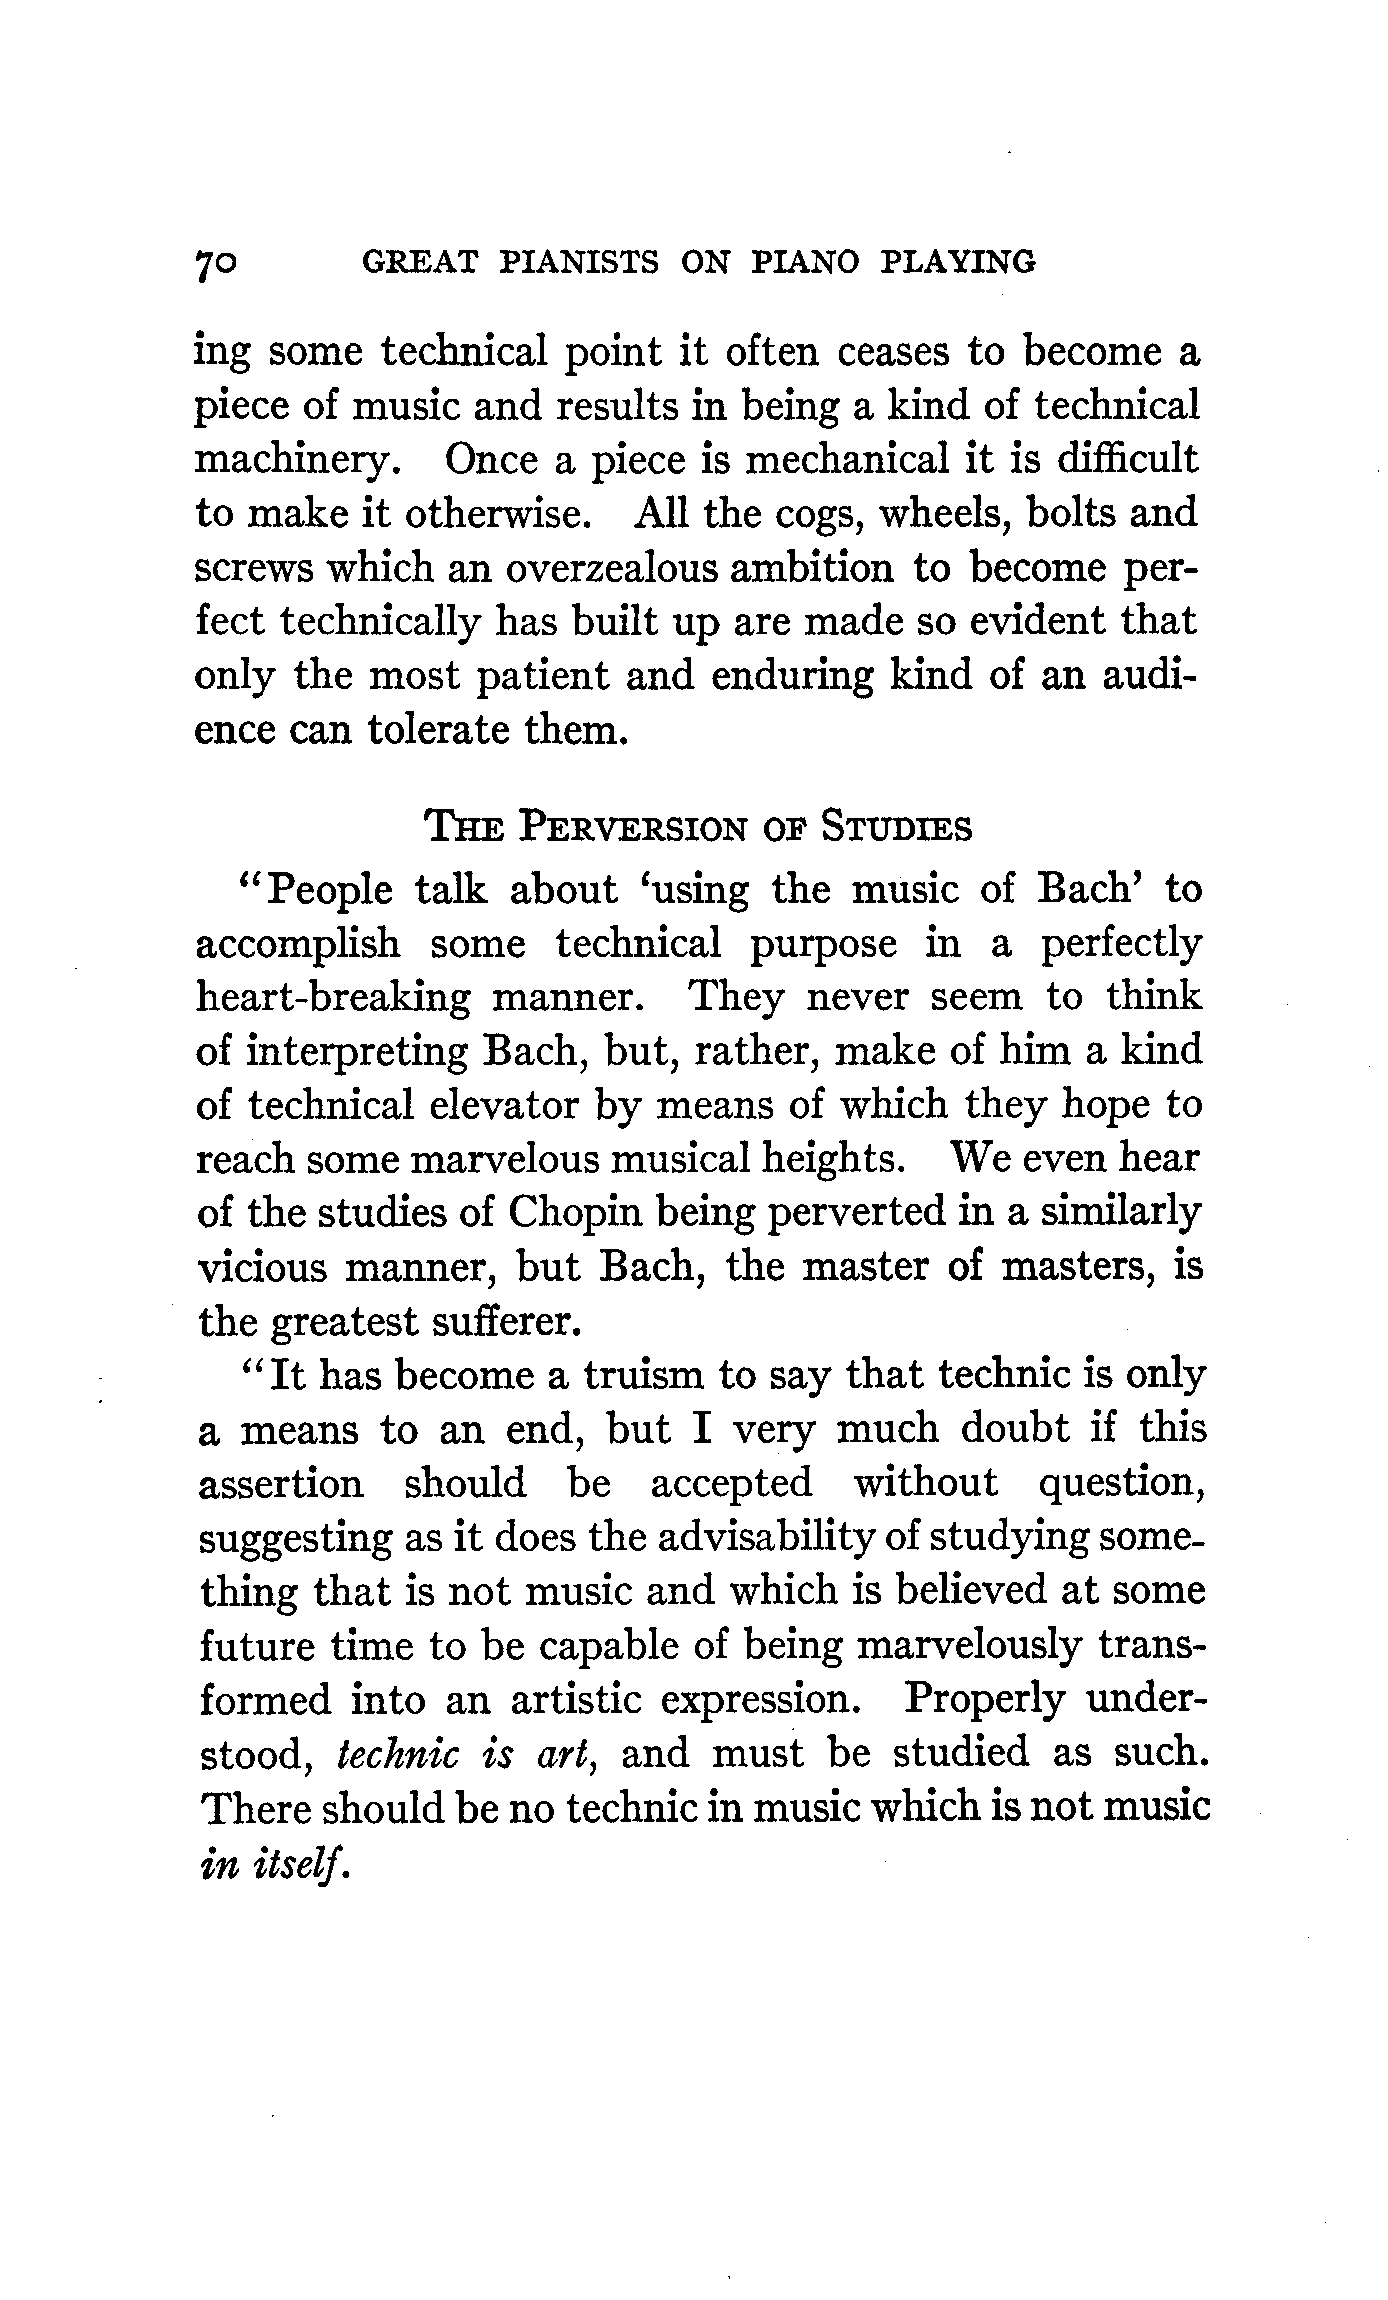 70 GREAT PIANISTS ON PIANO PLAYING
ing some technical point it often ceases to become a
piece of music and results in being a kind of technical
machinery. Once a piece is mechanical it is difficult
to make it otherwise. All the cogs, wheels, bolts and
screws which an overzealous ambition to become per-
fect technically has built up are made so evident that
only the most patient and enduring kind of an audi-
ence can tolerate them.
THE PERVERSION OF STUDIES
“People talk about ‘using the music of Bach’ to
accomplish some technical purpose in a perfectly
heart-breaking manner. They never seem to think
of interpreting Bach, but, rather, make of him a kind
of technical elevator by means of which they hope to
reach some marvelous musical heights. We even hear
of the studies of Chopin being perverted in a similarly
vicious manner, but Bach, the master of masters, is
the greatest sufferer.
“It has become a truism to say that technic is only
a means to an end, but I very much doubt if this
assertion should be accepted without question,
suggesting as it does the advisability of studying some-
thing that is not music and which is believed at some
future time to be capable of being marvelously trans-
formed into an artistic expression. Properly under-
stood, technic is art, and must be studied as such.
There should be no technic in music which is not music
in itself.